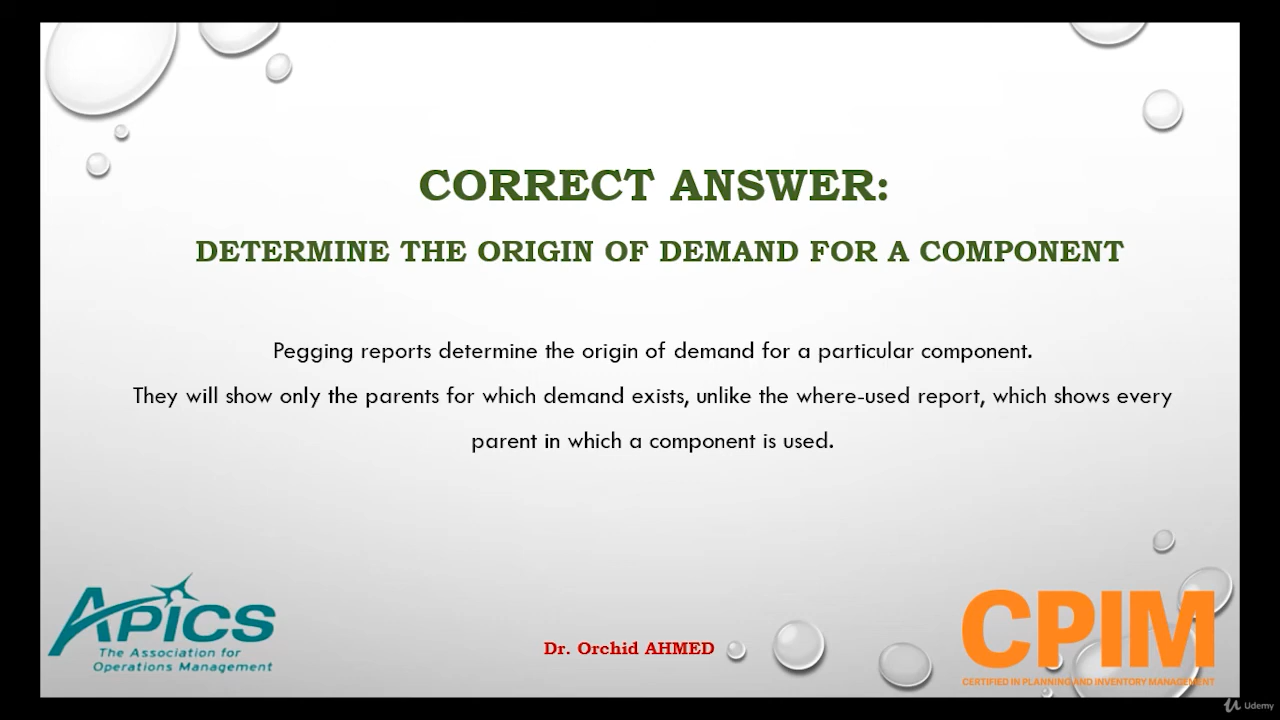 CORRECT ANSWER:
DETERMINE THE ORIGIN OF DEMAND FOR A COMPONENT
Pegging reports determine the origin of demand for a particular component.
They will show only the parents for which demand exists, unlike the where-used report, which shows every
parent in which a component is used.
APICS
The Association for
Operations Management
Dr. Orchid AHMED
CPIM
CERTIFIED IN PLANNING AND INVENTORY MANAGEMENT
Udemy